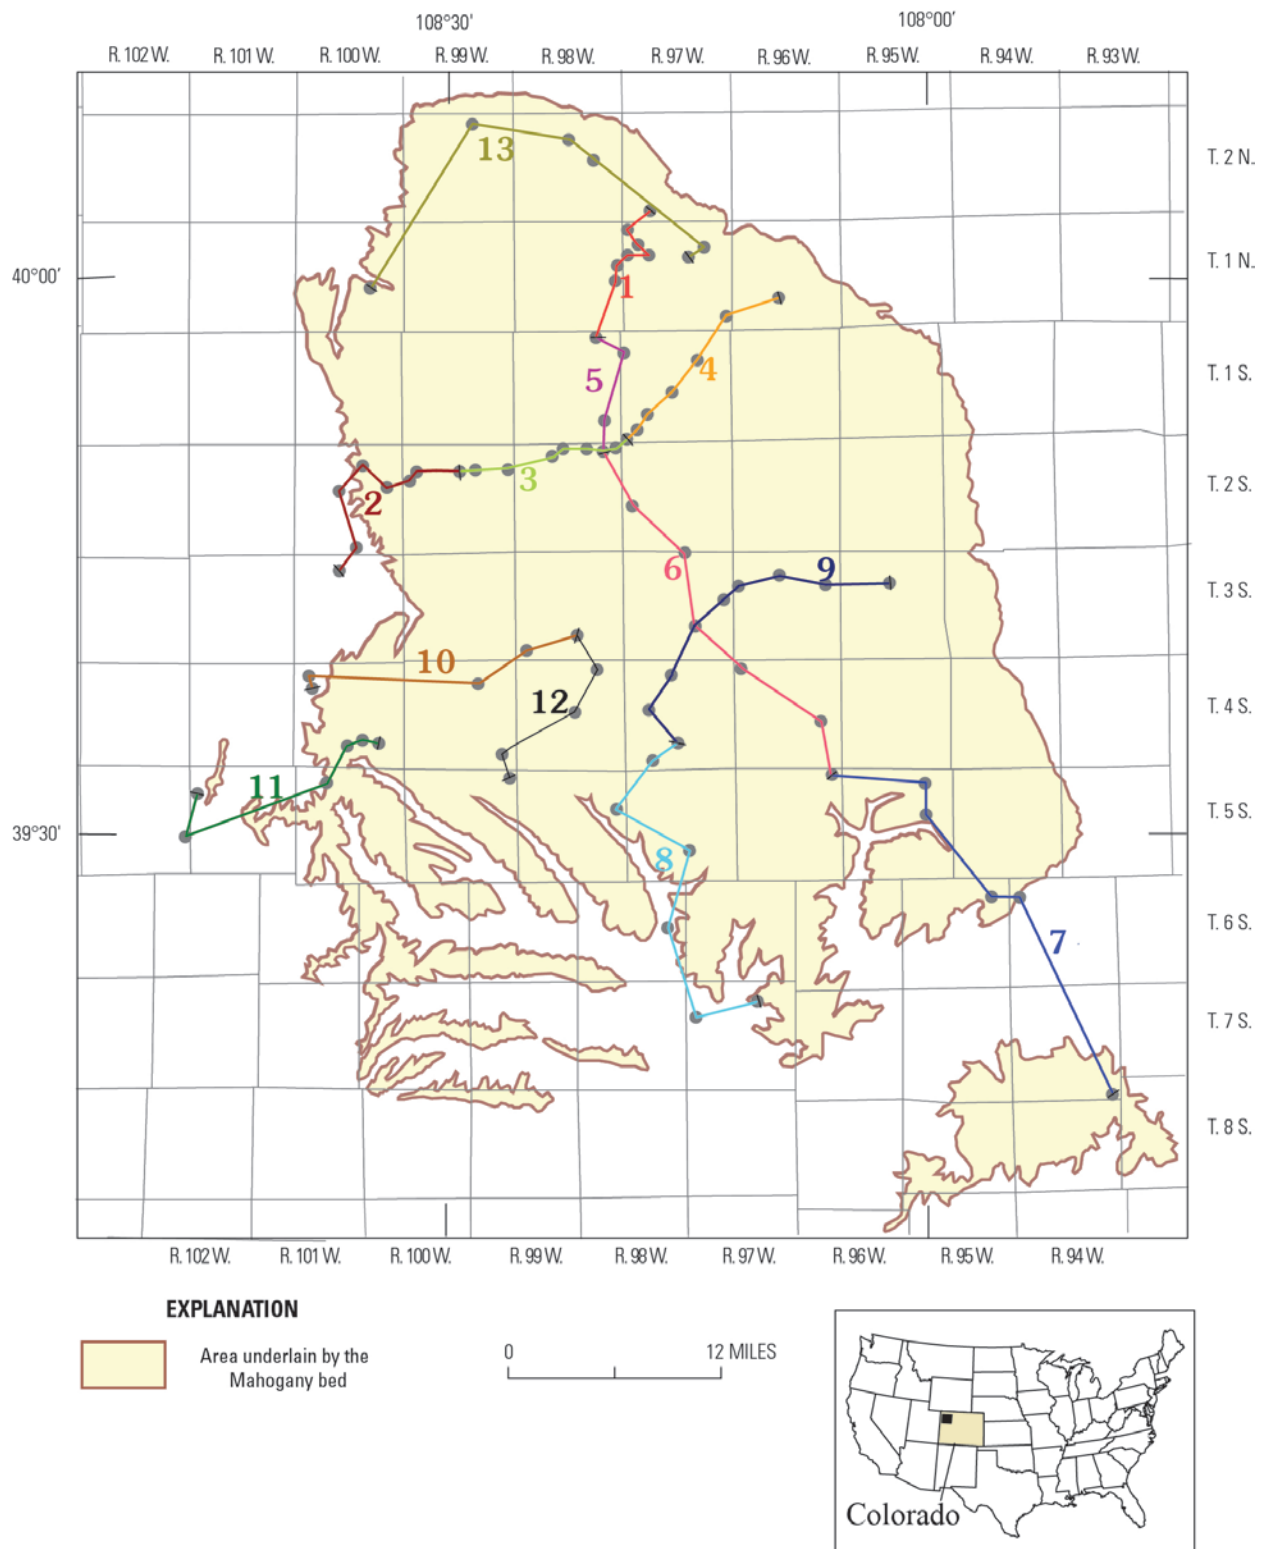 108°30′ 108°00′
R. 102 W. R. 101 W. R. 100 W. R. 99 W. R. 98 W. R. 97 W. R. 96 W. R. 95 W. R. 94 W. R. 93 W.
13
T. 2 N.
T. 1 N.
40°00′
1
T. 1 S.
4
5
T. 2 S.
3
2
6
9
T. 3 S.
10
12
T. 4 S.
11
T. 5 S.
39°30′
8
T. 6 S.
7
T. 7 S.
T. 8 S.
R. 102 W. R. 101 W. R. 100 W. R. 99 W. R. 98 W. R. 97 W. R. 96 W. R. 95 W. R. 94 W.
EXPLANATION
Area underlain by the
Mahogany bed
0 12 MILES
Colorado